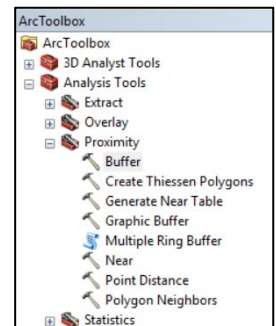 ArcToolbox
ArcToolbox
3D Analyst Tools
Analysis Tools
Extract
Overlay
Proximity
Buffer
Create Thiessen Polygons
Generate Near Table
Graphic Buffer
Multiple Ring Buffer
Near
Point Distance
Polygon Neighbors
Statistics